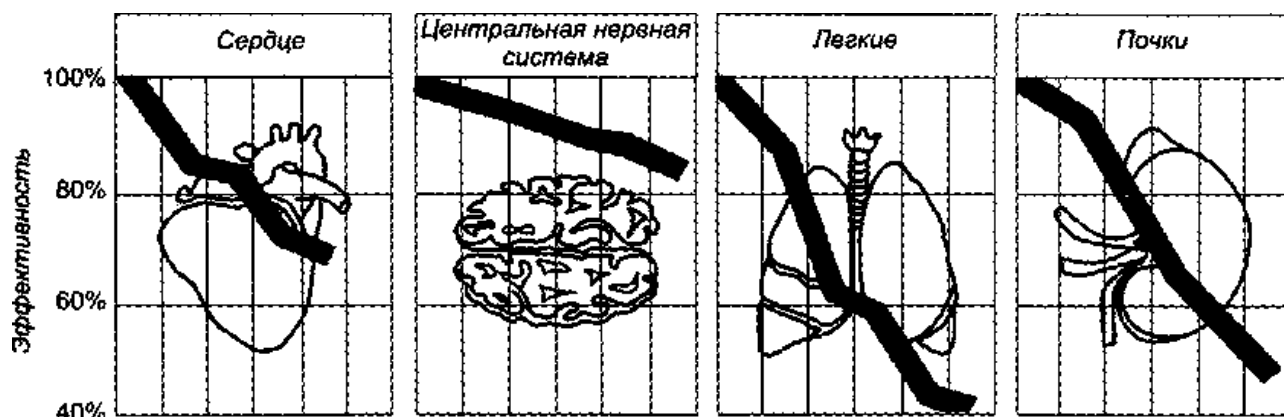 Сердце
Центральная нервная
система
Легкие
Почки
100%
80%
60%
40%
Эффективность